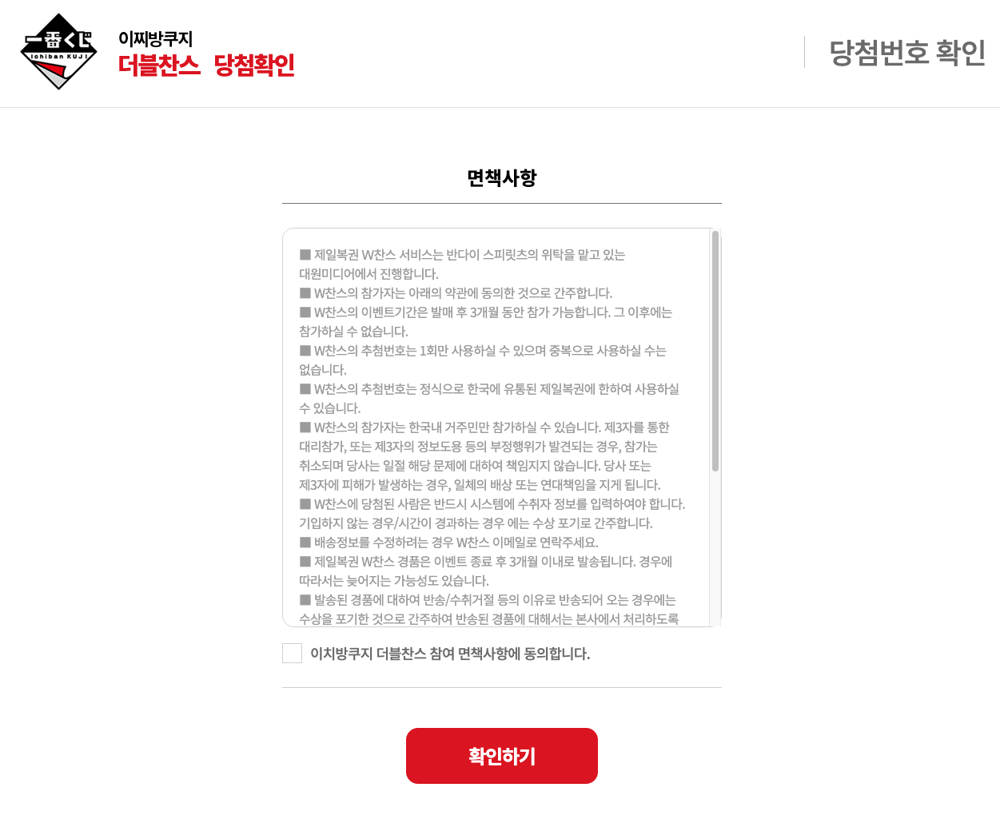 一番くじ
Ichiban KUJI
이찌방쿠지
더블찬스 당첨확인
당첨번호 확인
면책사항
■ 제일복권 W찬스 서비스는 반다이 스피릿츠의 위탁을 맡고 있는
대원미디어에서 진행합니다.
■ W찬스의 참가자는 아래의 약관에 동의한 것으로 간주합니다.
■ W찬스의 이벤트기간은 발매 후 3개월 동안 참가 가능합니다. 그 이후에는
참가하실 수 없습니다.
■ W찬스의 추첨번호는 1회만 사용하실 수 있으며 중복으로 사용하실 수는
없습니다.
■ W찬스의 추첨번호는 정식으로 한국에 유통된 제일복권에 한하여 사용하실
수 있습니다.
■ W찬스의 참가자는 한국내 거주민만 참가하실 수 있습니다. 제3자를 통한
대리참가, 또는 제3자의 정보도용 등의 부정행위가 발견되는 경우, 참가는
취소되며 당사는 일절 해당 문제에 대하여 책임지지 않습니다. 당사 또는
제3자에 피해가 발생하는 경우, 일체의 배상 또는 연대책임을 지게 됩니다.
■ W찬스에 당첨된 사람은 반드시 시스템에 수취자 정보를 입력하여야 합니다.
기입하지 않는 경우/시간이 경과하는 경우 에는 수상 포기로 간주합니다.
■ 배송정보를 수정하려는 경우 W찬스 이메일로 연락주세요.
■ 제일복권 W찬스 경품은 이벤트 종료 후 3개월 이내로 발송됩니다. 경우에
따라서는 늦어지는 가능성도 있습니다.
■ 발송된 경품에 대하여 반송/수취거절 등의 이유로 반송되어 오는 경우에는
수상을 포기한 것으로 간주하여 반송된 경품에 대해서는 본사에서 처리하도록
이치방쿠지 더블찬스 참여 면책사항에 동의합니다.
확인하기